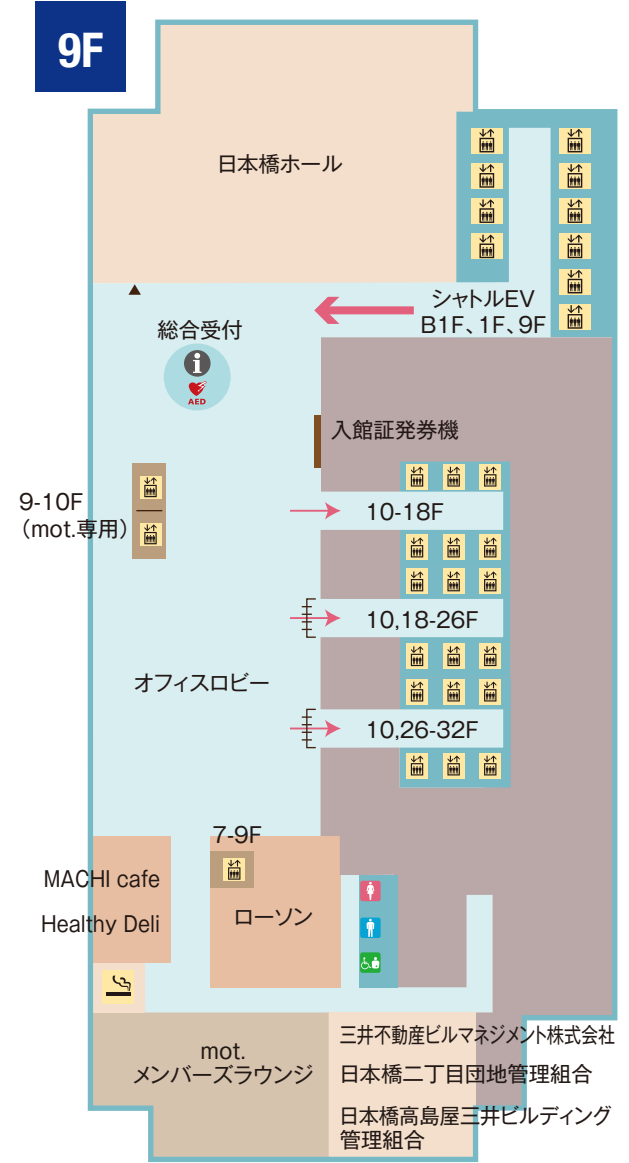 9F
日本橋ホール
シャトルEV
B1F、1F、9F
総合受付
AED
入館証発券機
9-10F
（mot.専用）
10-18F
10,18-26F
オフィスロビー
10,26-32F
7-9F
MACHI cafe
Healthy Deli
ローソン
mot.
メンバーズラウンジ
三井不動産ビルマネジメント株式会社
日本橋二丁目団地管理組合
日本橋高島屋三井ビルディング
管理組合